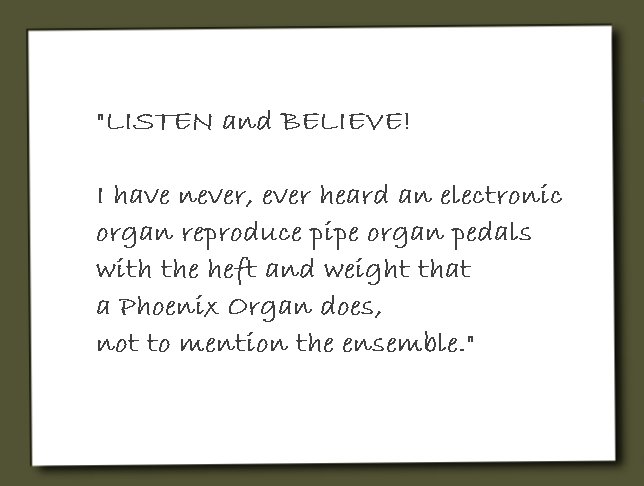 "LISTEN and BELIEVE!
I have never, ever heard an electronic
organ reproduce pipe organ pedals
with the heft and weight that
a Phoenix Organ does,
not to mention the ensemble."